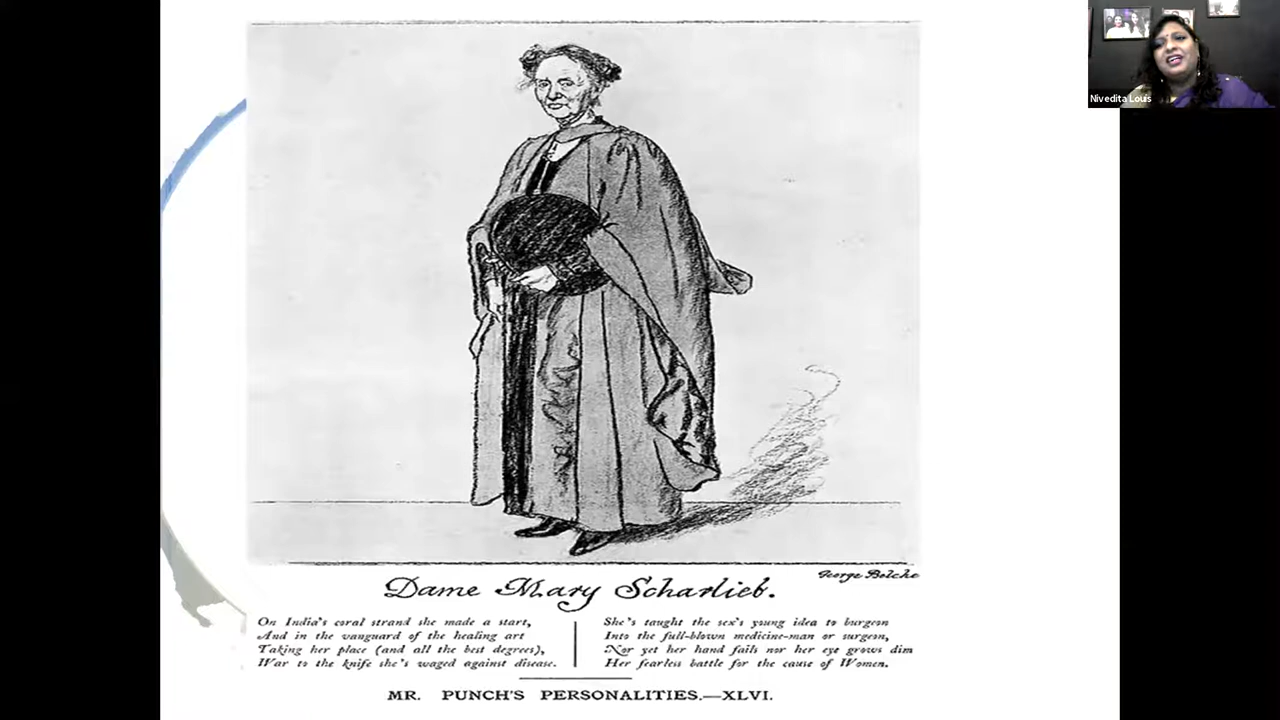 Nivedita Louis
George Belcher
Dame Mary Scharlieb.
On India's coral strand she made a start,
And in the vanguard of the healing art
Taking her place (and all the best degrees),
War to the knife she's waged against disease.
She's taught the sex's young idea to burgeon
Into the full-blown medicine-man or surgeon,
Nor yet her hand fails nor her eye grows dim
Her fearless battle for the cause of Women.
MR. PUNCH'S PERSONALITIES.—XLVI.